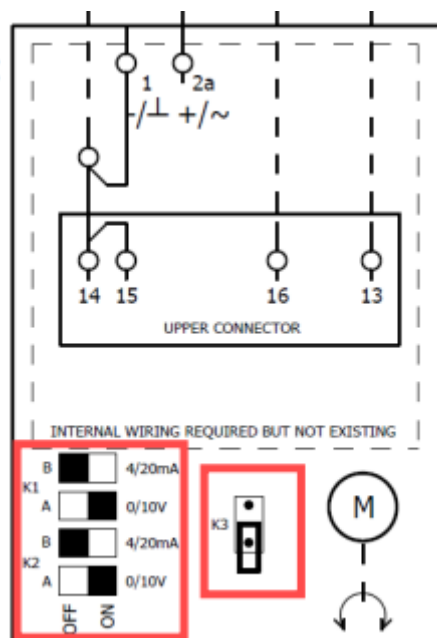 1 2a
-/⊥ +/~
14 15 16 13
UPPER CONNECTOR
INTERNAL WIRING REQUIRED BUT NOT EXISTING
B 4/20mA
K1
A 0/10V
B 4/20mA
K2
A 0/10V
OFF ON
K3
M